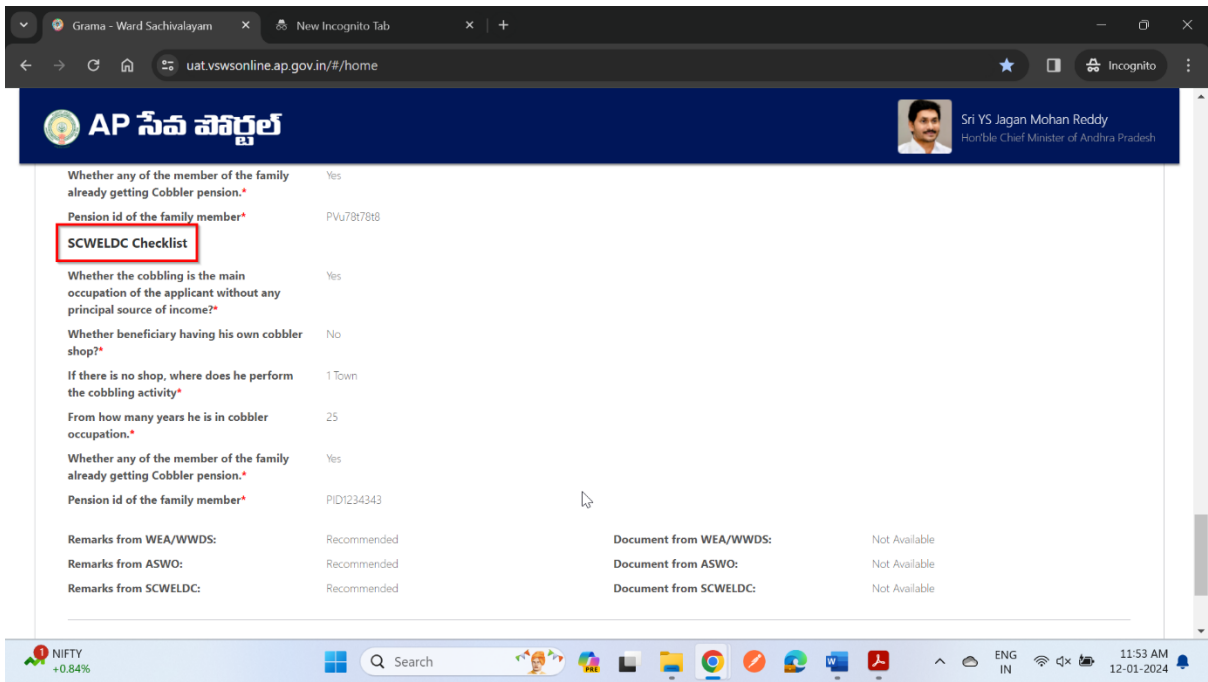 Grama - Ward Sachivalayam
New Incognito Tab
uat.vswsonline.ap.gov.in/#/home
Incognito
AP సేవ పోర్టల్
Sri YS Jagan Mohan Reddy
Hon'ble Chief Minister of Andhra Pradesh
Whether any of the member of the family Yes
already getting Cobbler pension.*
Pension id of the family member* PVu78t78t8
SCWELDC Checklist
Whether the cobbling is the main Yes
occupation of the applicant without any
principal source of income?*
Whether beneficiary having his own cobbler No
shop?*
If there is no shop, where does he perform 1 Town
the cobbling activity*
From how many years he is in cobbler 25
occupation.*
Whether any of the member of the family Yes
already getting Cobbler pension.*
Pension id of the family member* PID1234343
Remarks from WEA/WWDS: Recommended Document from WEA/WWDS: Not Available
Remarks from ASWO: Recommended Document from ASWO: Not Available
Remarks from SCWELDC: Recommended Document from SCWELDC: Not Available
1 NIFTY
+0.84%
Search
PRE
ENG
IN
11:53 AM
12-01-2024